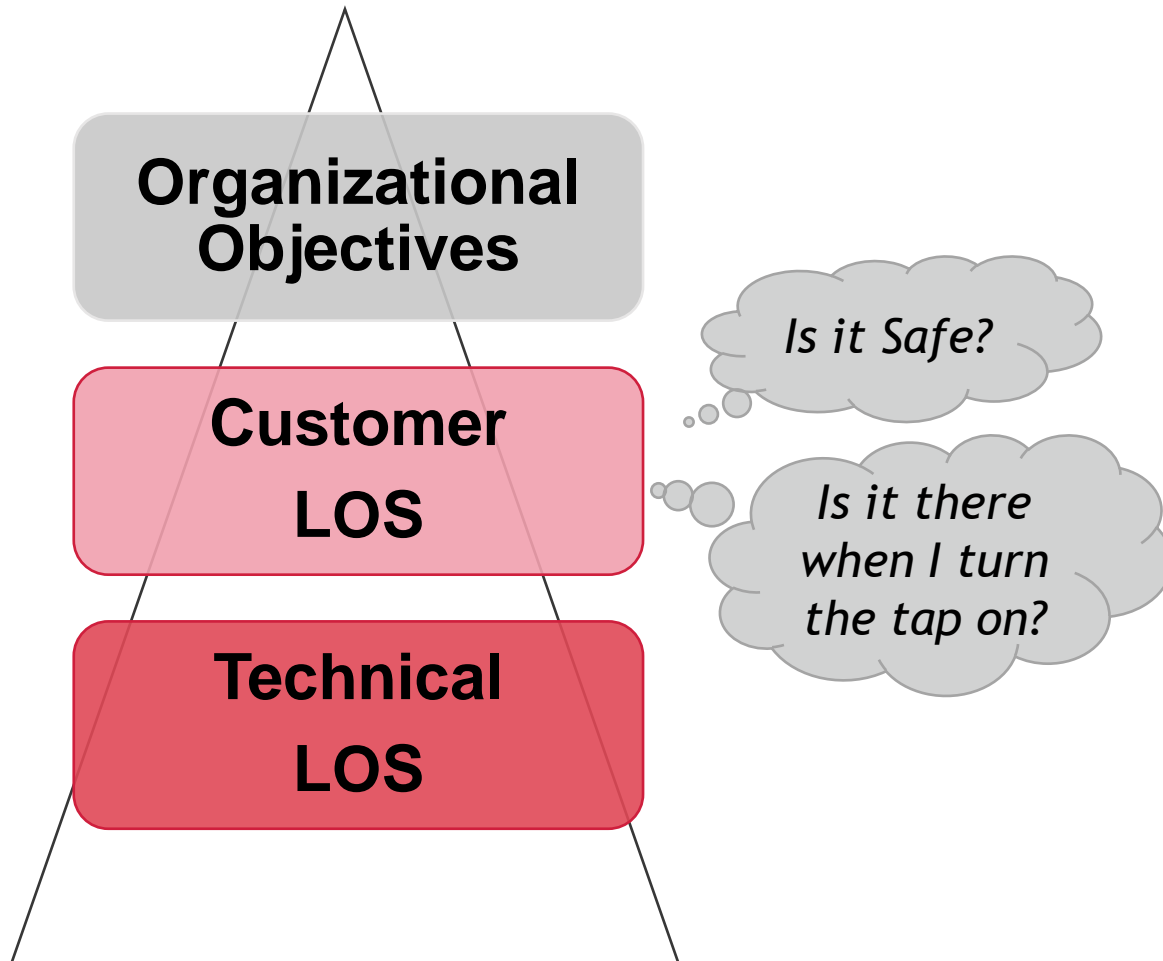 Organizational
Objectives
Is it Safe?
Customer
LOS
Is it there
when I turn
the tap on?
Technical
LOS